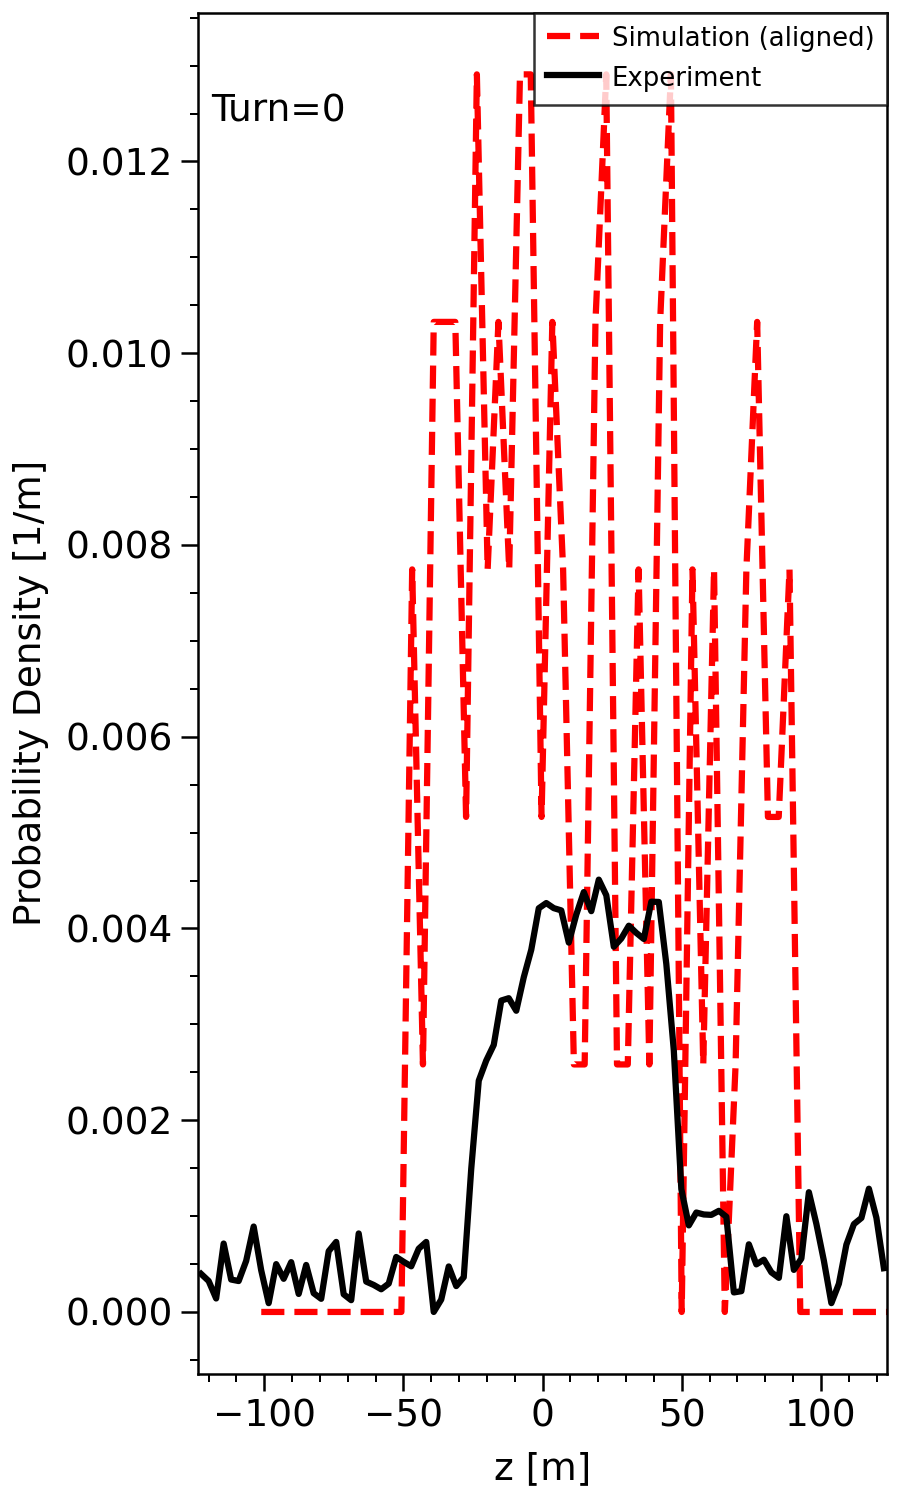 Simulation (aligned)
Experiment
Turn=0
Probability Density [1/m]
0.012
0.010
0.008
0.006
0.004
0.002
0.000
−100
−50
0
50
100
z [m]